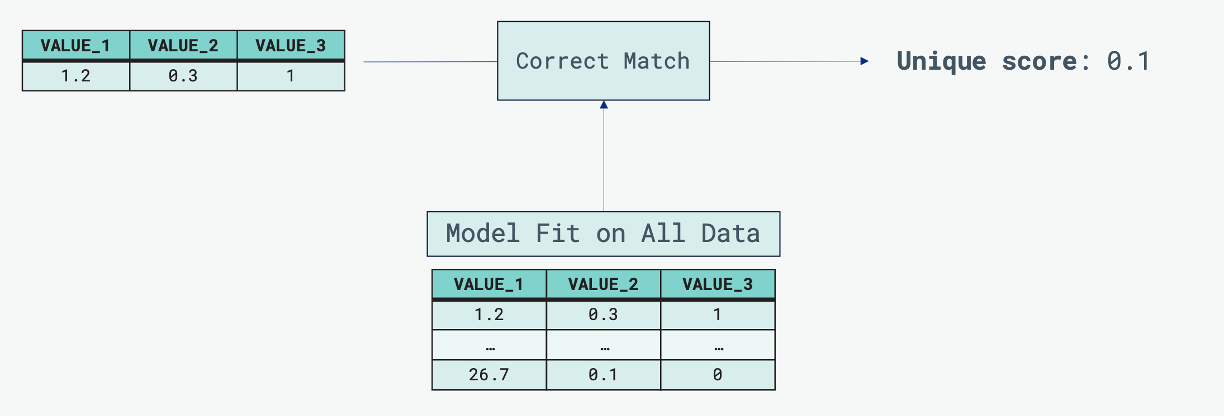 VALUE_1 VALUE_2 VALUE_3
1.2 0.3 1
Correct Match
Unique score: 0.1
Model Fit on All Data
VALUE_1 VALUE_2 VALUE_3
1.2 0.3 1
… … …
26.7 0.1 0